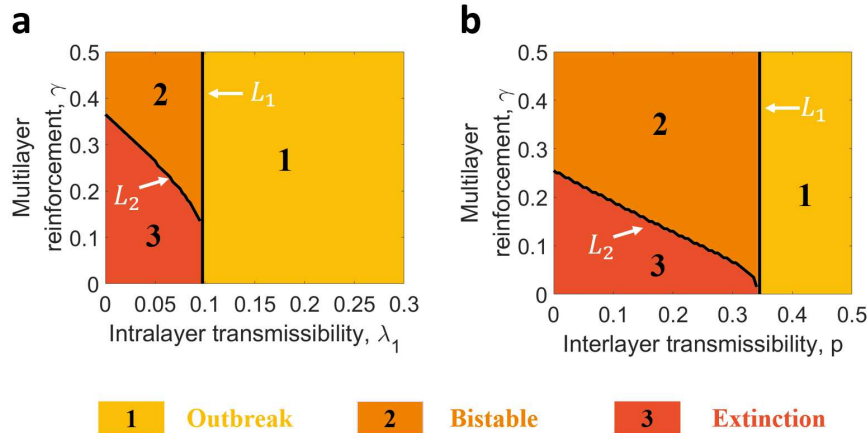 a
Multilayer
reinforcement, γ
0.5
0.4
0.3
0.2
0.1
0
2
L₁
1
L₂
3
0
0.05
0.1
0.15
0.2
0.25
0.3
Intralayer transmissibility, λ₁
b
Multilayer
reinforcement, γ
0.5
0.4
0.3
0.2
0.1
0
2
L₁
1
L₂
3
0
0.1
0.2
0.3
0.4
0.5
Interlayer transmissibility, p
1 Outbreak
2 Bistable
3 Extinction